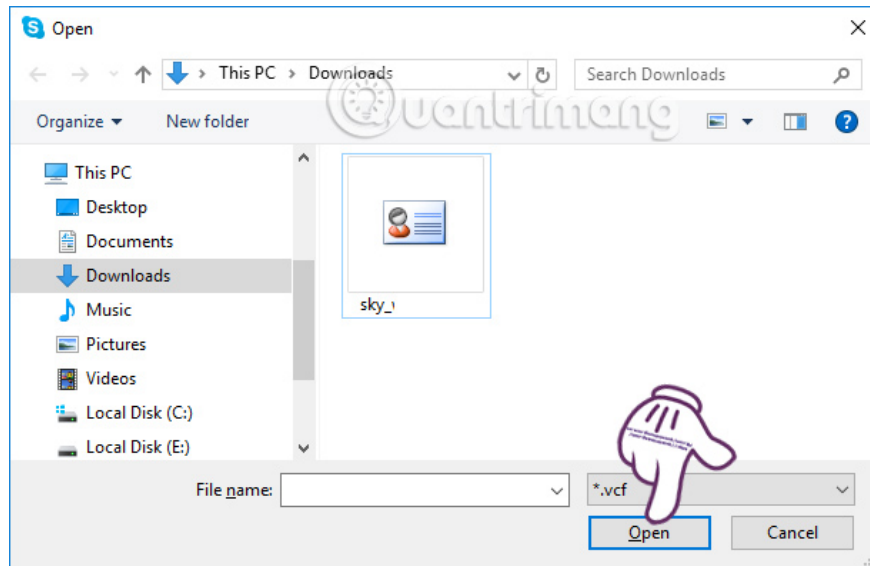 Open
This PC > Downloads
Search Downloads
Quantrimang
Organize
New folder
This PC
Desktop
Documents
Downloads
Music
Pictures
Videos
Local Disk (C:)
Local Disk (E:)
sky_
File name:
*.vcf
Open
Cancel